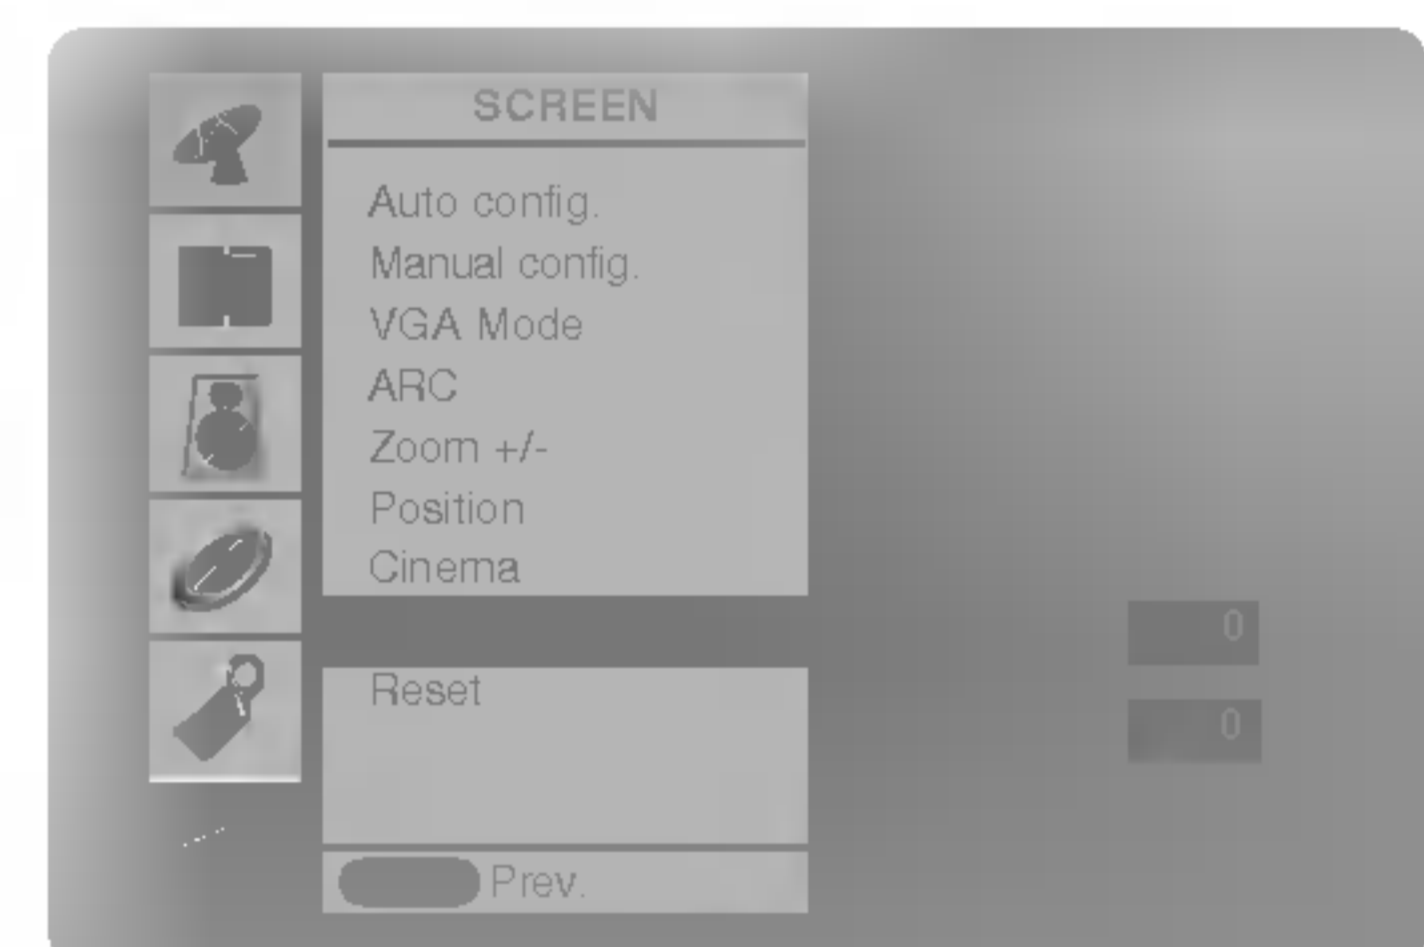 SCREEN
Auto config.
Manual config.
VGA Mode
ARC
Zoom +/-
Position
Cinema
0
Reset
0
Prev.